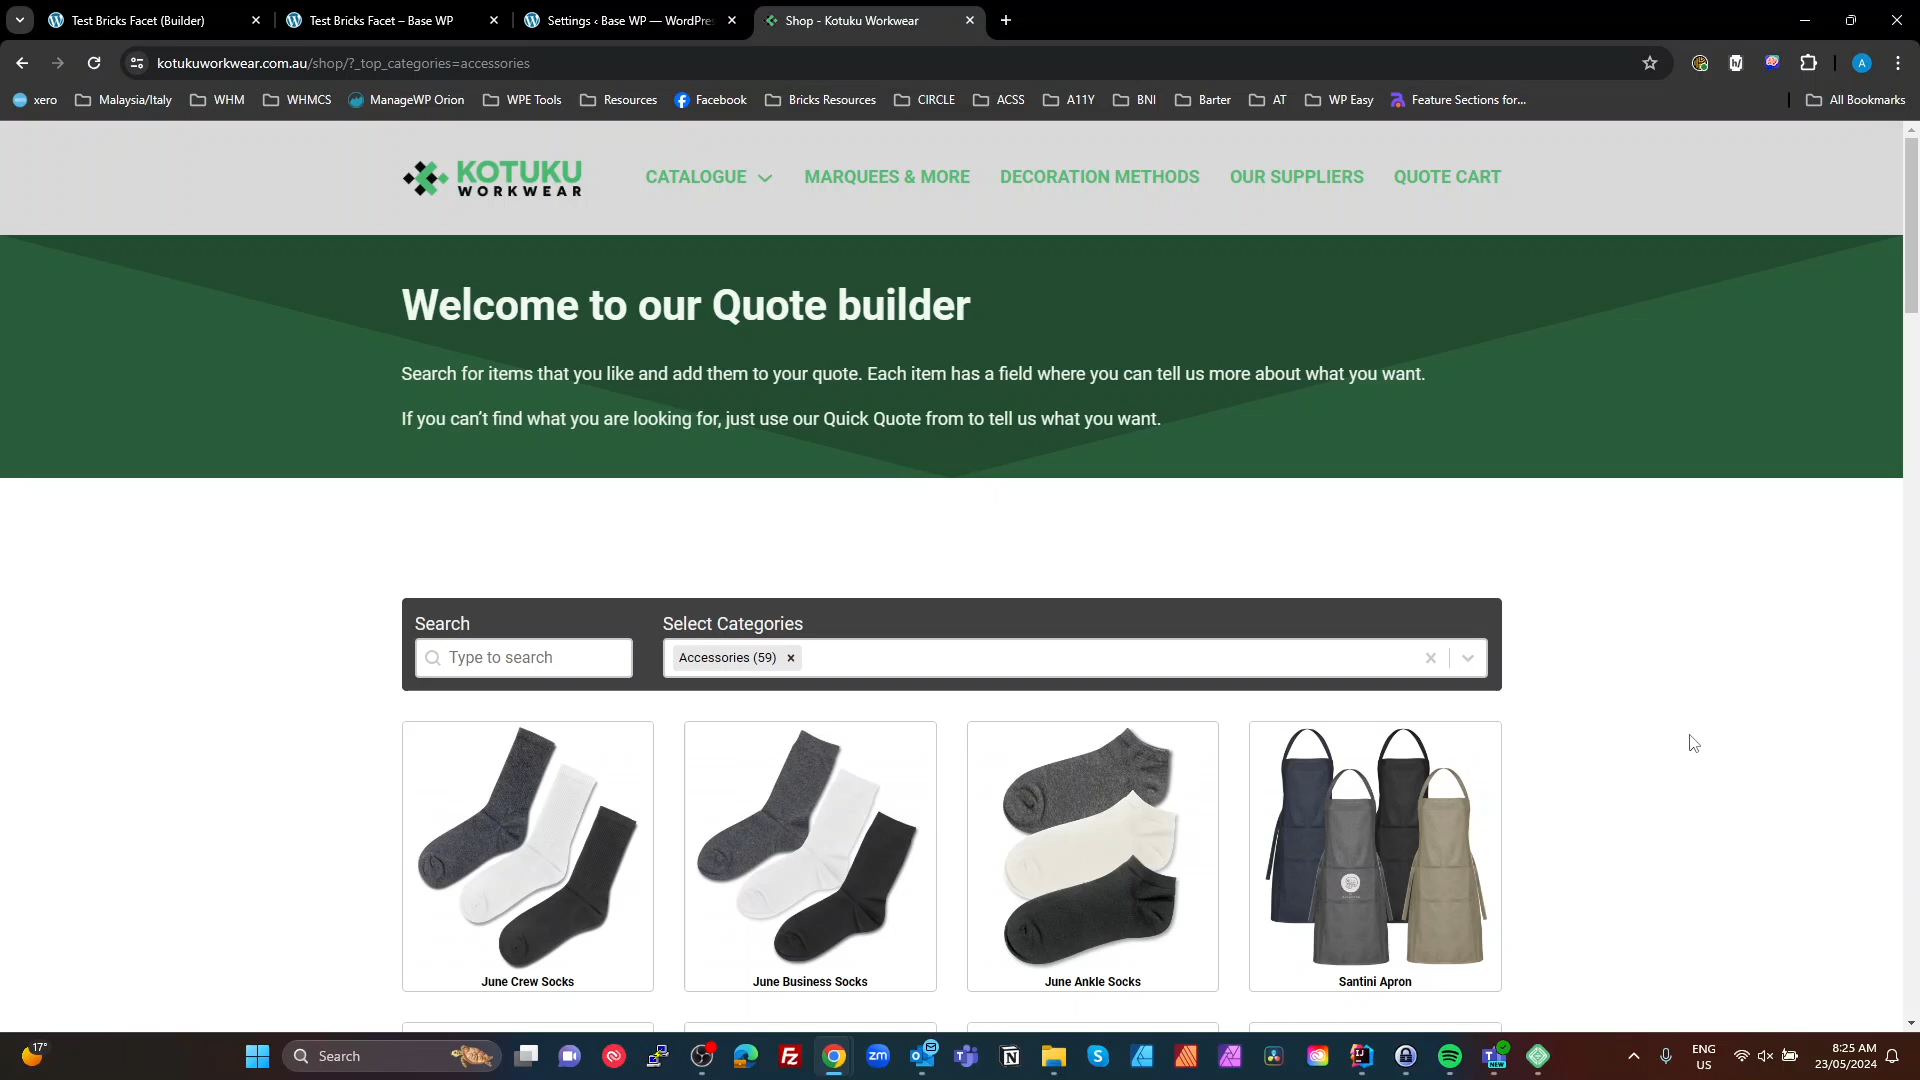 Test Bricks Facet (Builder)
Test Bricks Facet – Base WP
Settings ‹ Base WP — WordPres
Shop - Kotuku Workwear
kotukuworkwear.com.au/shop/?_top_categories=accessories
A
xero
Malaysia/Italy
WHM
WHMCS
ManageWP Orion
WPE Tools
Resources
Facebook
Bricks Resources
CIRCLE
ACSS
A11Y
BNI
Barter
AT
WP Easy
Feature Sections for...
All Bookmarks
KOTUKU
WORKWEAR
CATALOGUE
MARQUEES & MORE
DECORATION METHODS
OUR SUPPLIERS
QUOTE CART
Welcome to our Quote builder
Search for items that you like and add them to your quote. Each item has a field where you can tell us more about what you want.
If you can’t find what you are looking for, just use our Quick Quote from to tell us what you want.
Search
Select Categories
Type to search
Accessories (59) ×
June Crew Socks
June Business Socks
June Ankle Socks
Santini Apron
17°
Search
zm
NEW
ENG
US
8:25 AM
23/05/2024